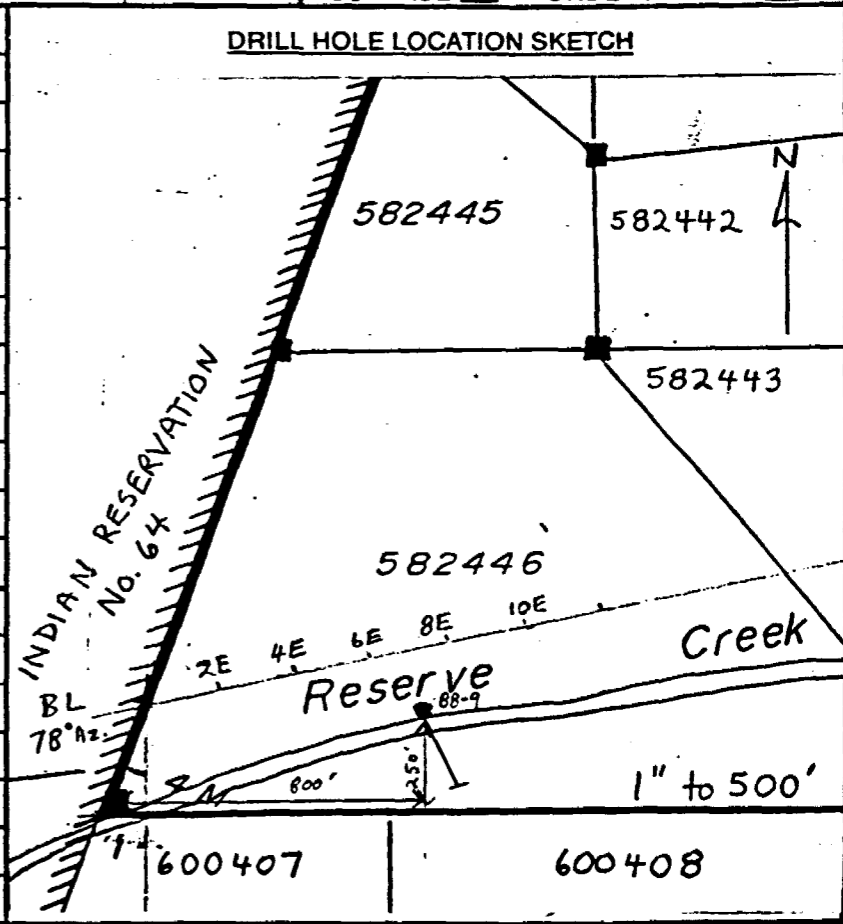 DRILL HOLE LOCATION SKETCH
N
582445
582442
582443
INDIAN RESERVATION
No. 64
582446
2E 4E 6E 8E 10E
Reserve Creek
88-9
BL
78° Az.
800'
250'
1" to 500'
600407
600408